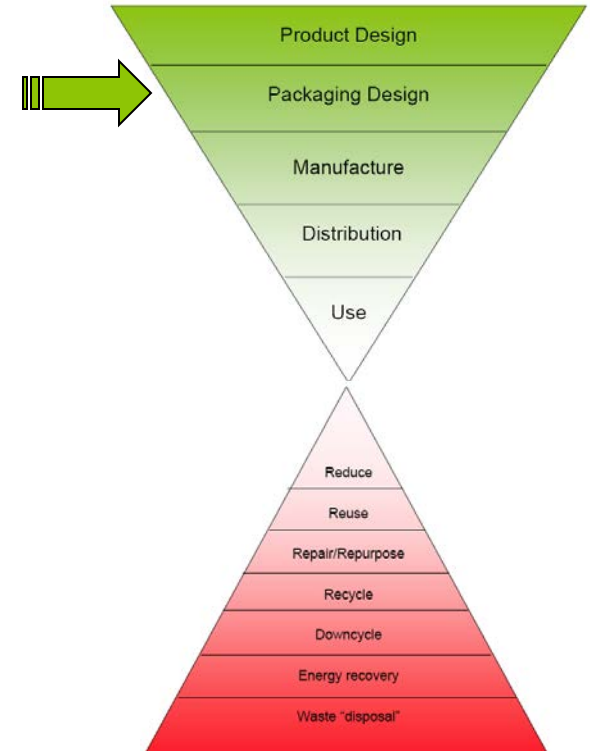 Product Design
Packaging Design
Manufacture
Distribution
Use
Reduce
Reuse
Repair/Repurpose
Recycle
Downcycle
Energy recovery
Waste "disposal"